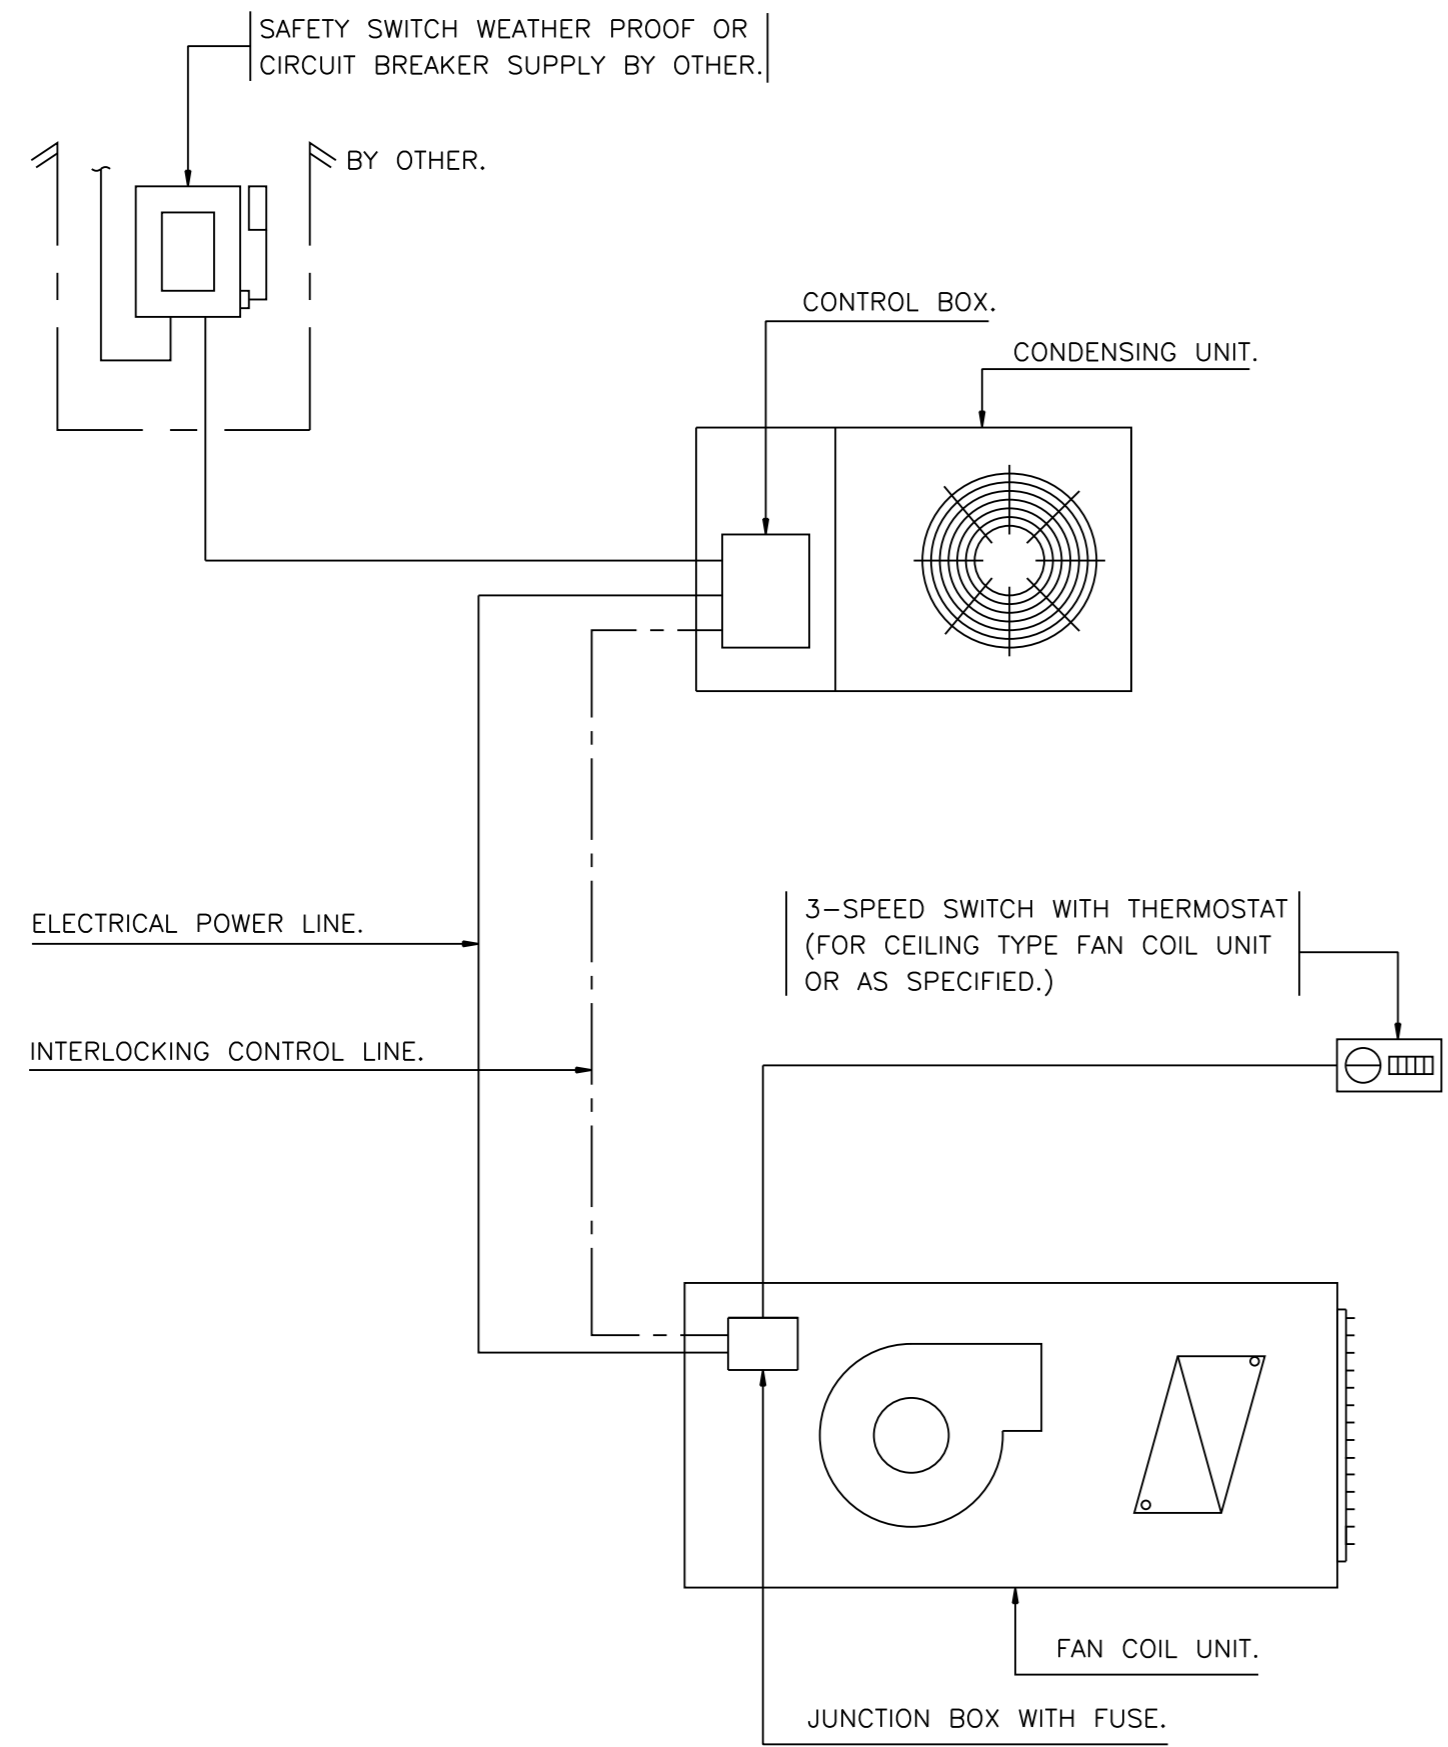 SAFETY SWITCH WEATHER PROOF OR
CIRCUIT BREAKER SUPPLY BY OTHER.
BY OTHER.
CONTROL BOX.
CONDENSING UNIT.
ELECTRICAL POWER LINE.
3-SPEED SWITCH WITH THERMOSTAT
(FOR CEILING TYPE FAN COIL UNIT
OR AS SPECIFIED.)
INTERLOCKING CONTROL LINE.
FAN COIL UNIT.
JUNCTION BOX WITH FUSE.